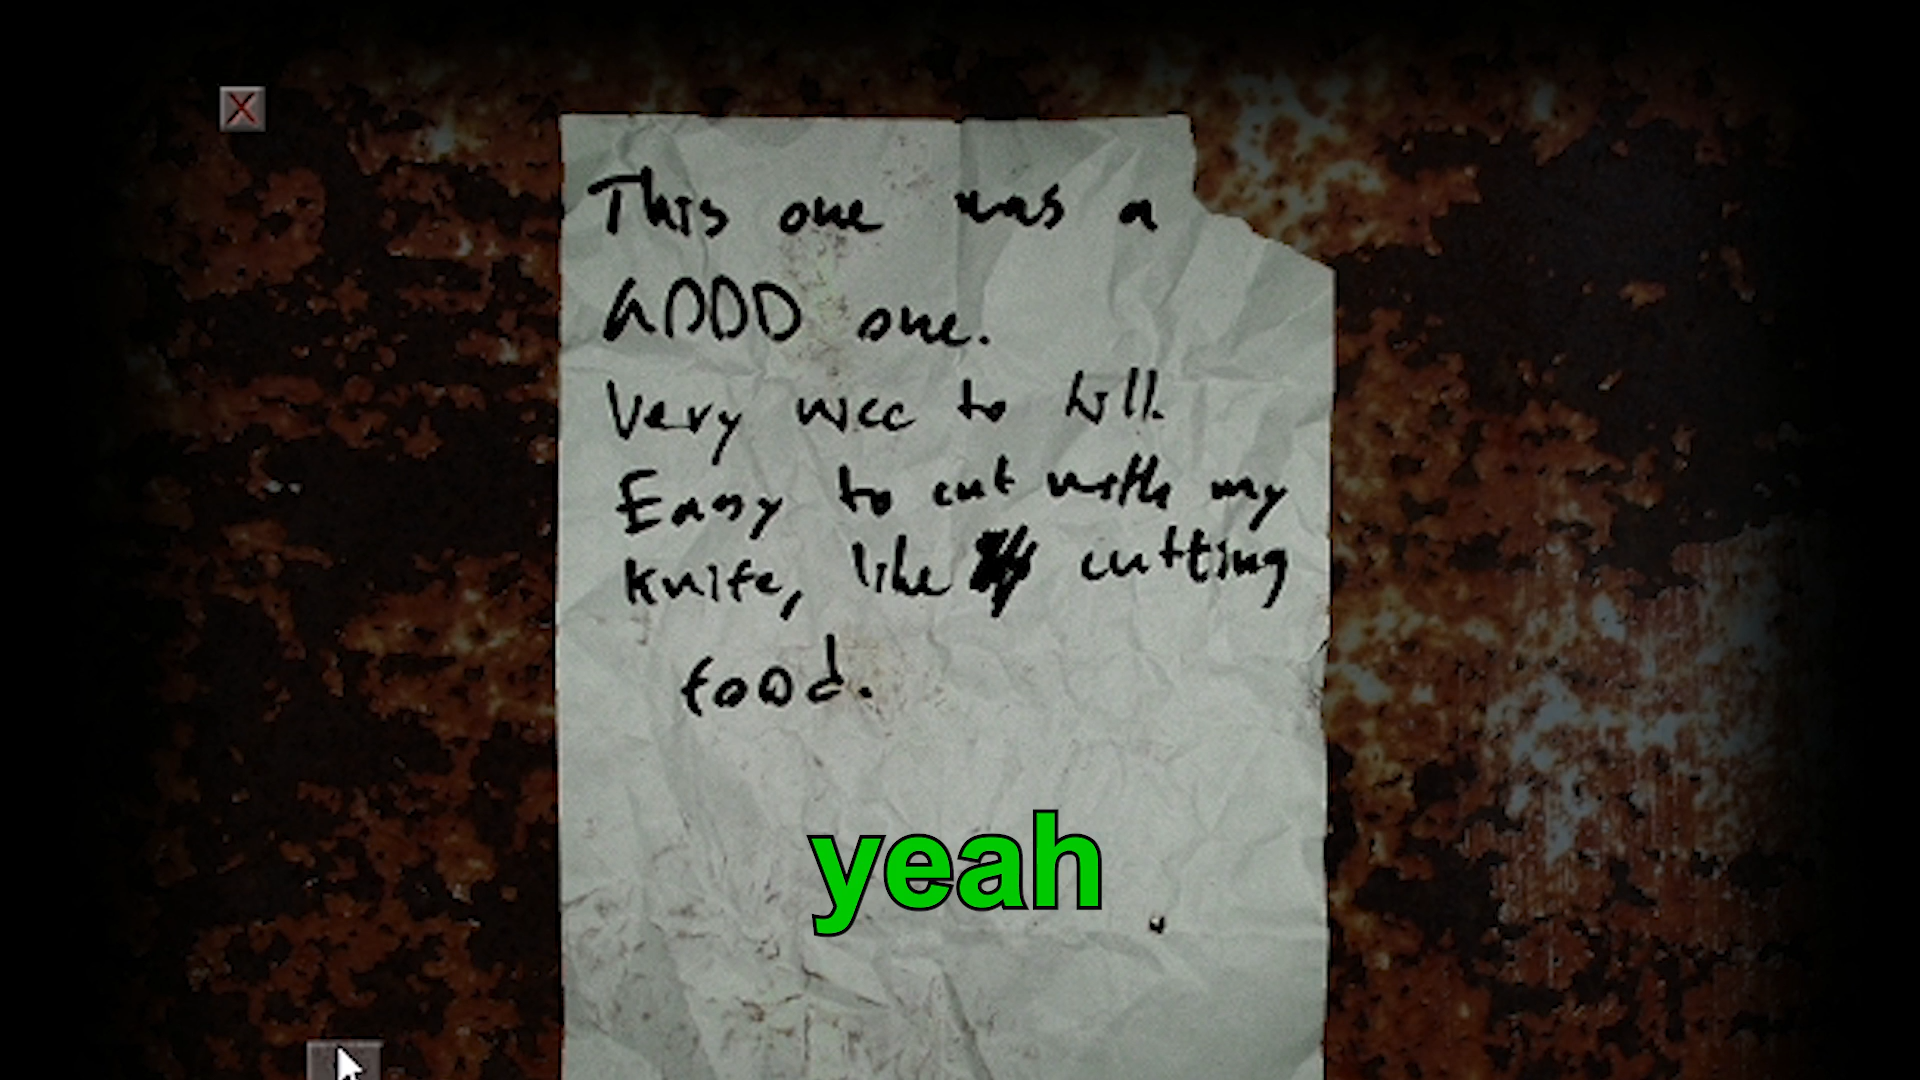 This one was a
GOOD one.
Very nice to kill.
Easy to cut with my
knife, like cutting
food.
yeah